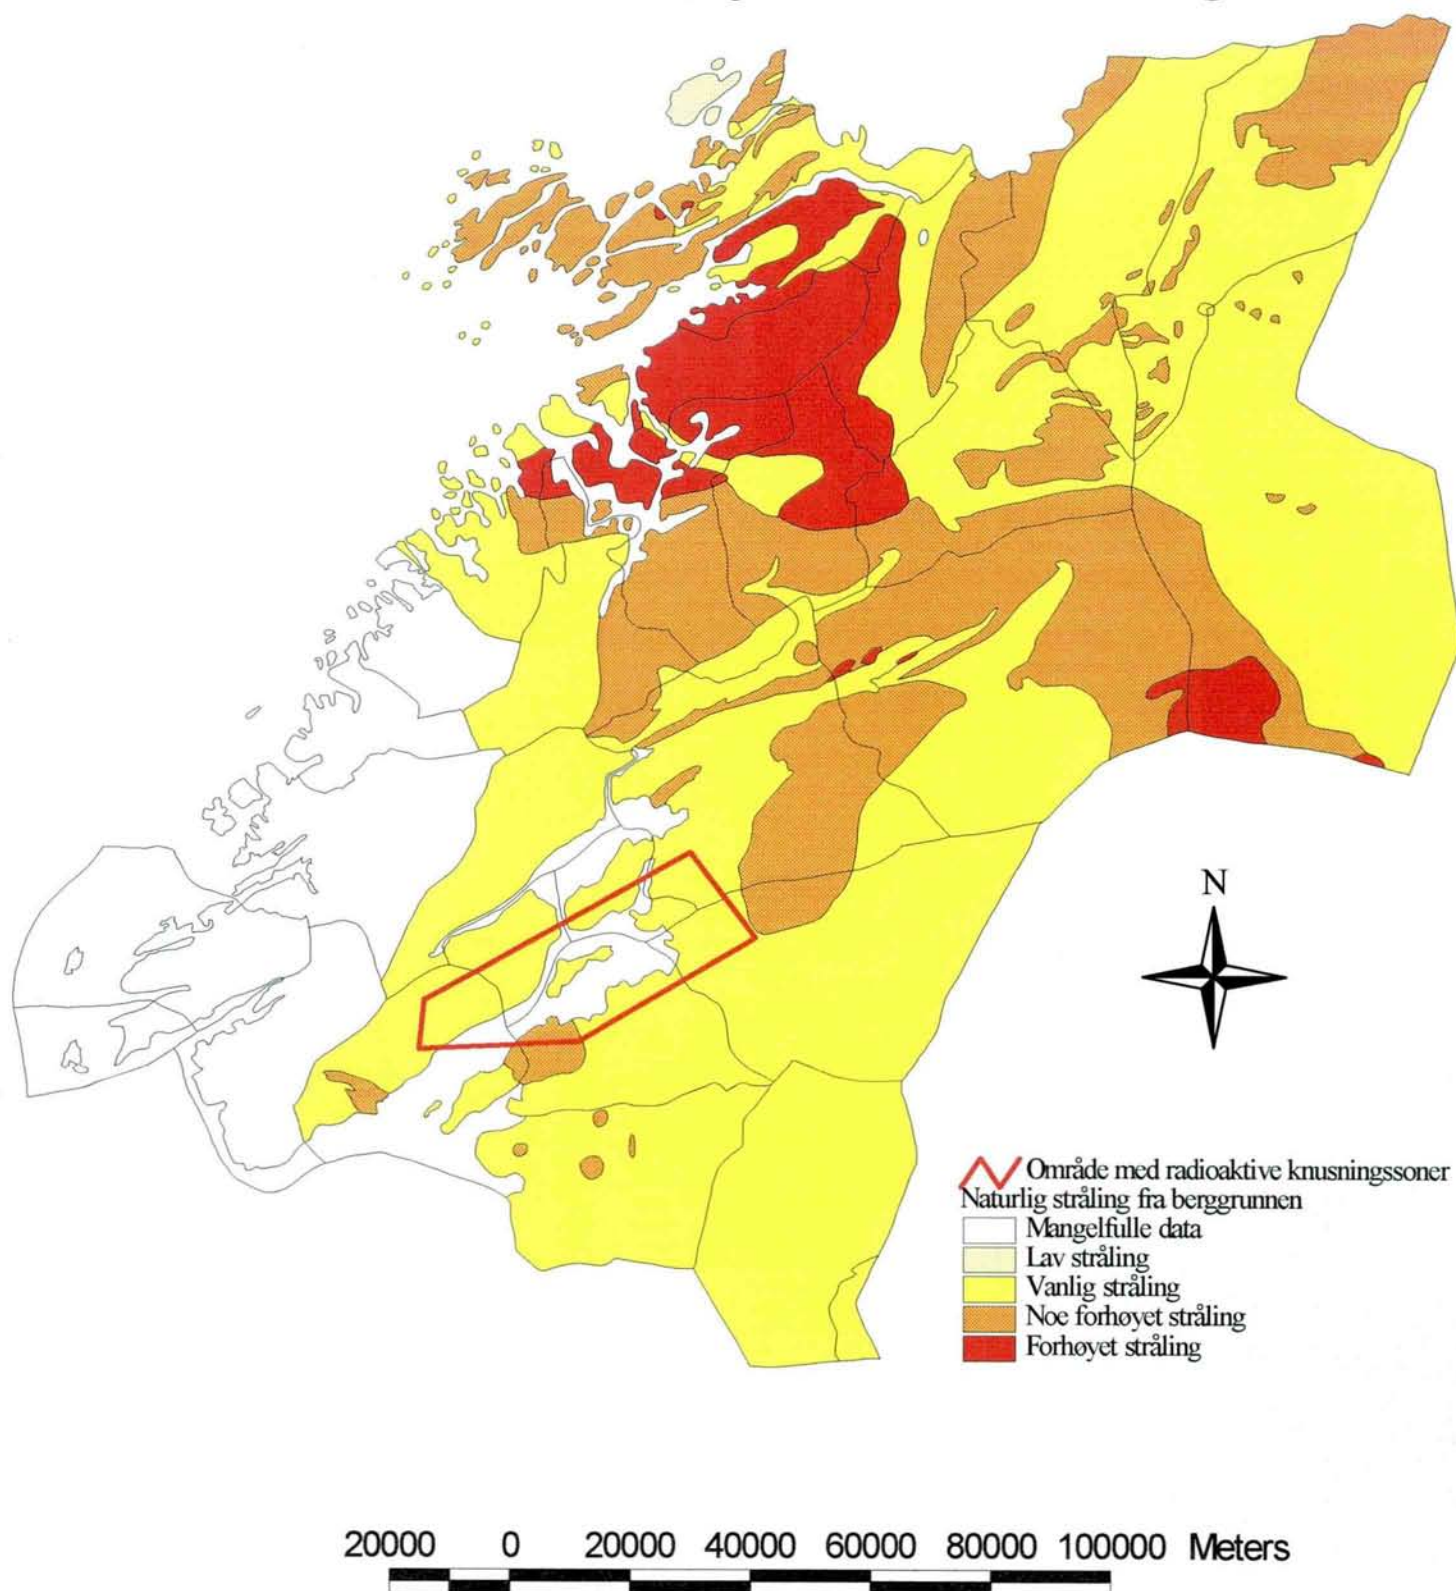 N
Område med radioaktive knusningssoner
Naturlig stråling fra berggrunnen
Mangelfulle data
Lav stråling
Vanlig stråling
Noe forhøyet stråling
Forhøyet stråling
20000 0 20000 40000 60000 80000 100000 Meters